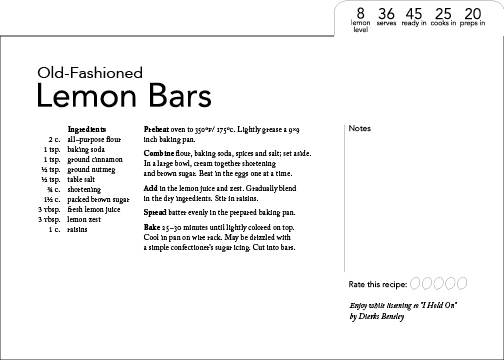 8 36 45 25 20
lemon level serves ready in cooks in preps in
Old-Fashioned
Lemon Bars
Ingredients
2 c. all-purpose flour
1 tsp. baking soda
1 tsp. ground cinnamon
½ tsp. ground nutmeg
½ tsp. table salt
¾ c. shortening
1½ c. packed brown sugar
3 tbsp. fresh lemon juice
3 tbsp. lemon zest
1 c. raisins
Preheat oven to 350°F/ 175°C. Lightly grease a 9x9
inch baking pan.
Combine flour, baking soda, spices and salt; set aside.
In a large bowl, cream together shortening
and brown sugar. Beat in the eggs one at a time.
Add in the lemon juice and zest. Gradually blend
in the dry ingredients. Stir in raisins.
Spread batter evenly in the prepared baking pan.
Bake 25-30 minutes until lightly colored on top.
Cool in pan on wire rack. May be drizzled with
a simple confectioner's sugar icing. Cut into bars.
Notes
Rate this recipe:
Enjoy while listening to "I Hold On"
by Dierks Bentley